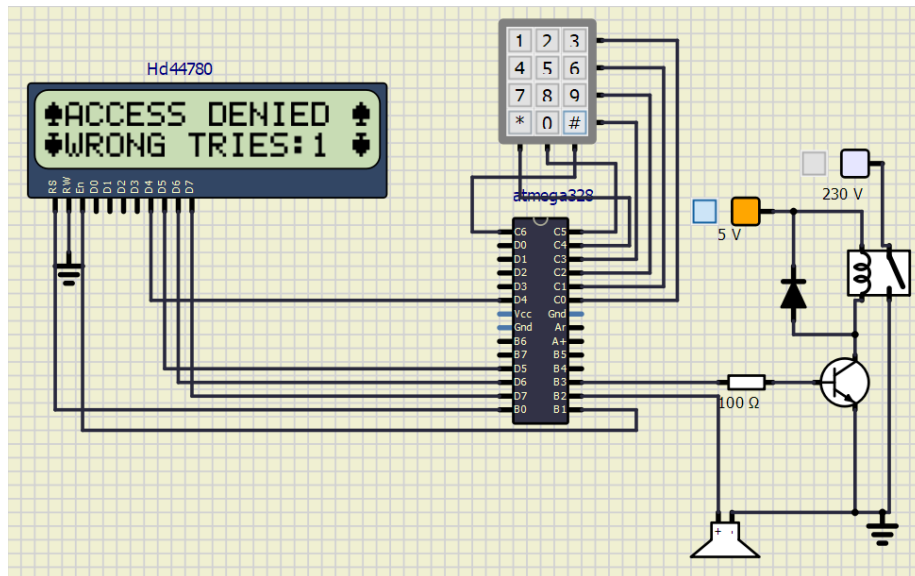 Hd44780
♠ACCESS DENIED ♠
WRONG TRIES:1
RS RW En D0 D1 D2 D3 D4 D5 D6 D7
1 2 3
4 5 6
7 8 9
* 0 #
atmega328
C6 C5
D0 C4
D1 C3
D2 C2
D3 C1
D4 C0
Vcc Gnd
Gnd Ar
B6 A+
B7 B5
D5 B4
D6 B3
D7 B2
B0 B1
230 V
5 V
100 Ω
+ -